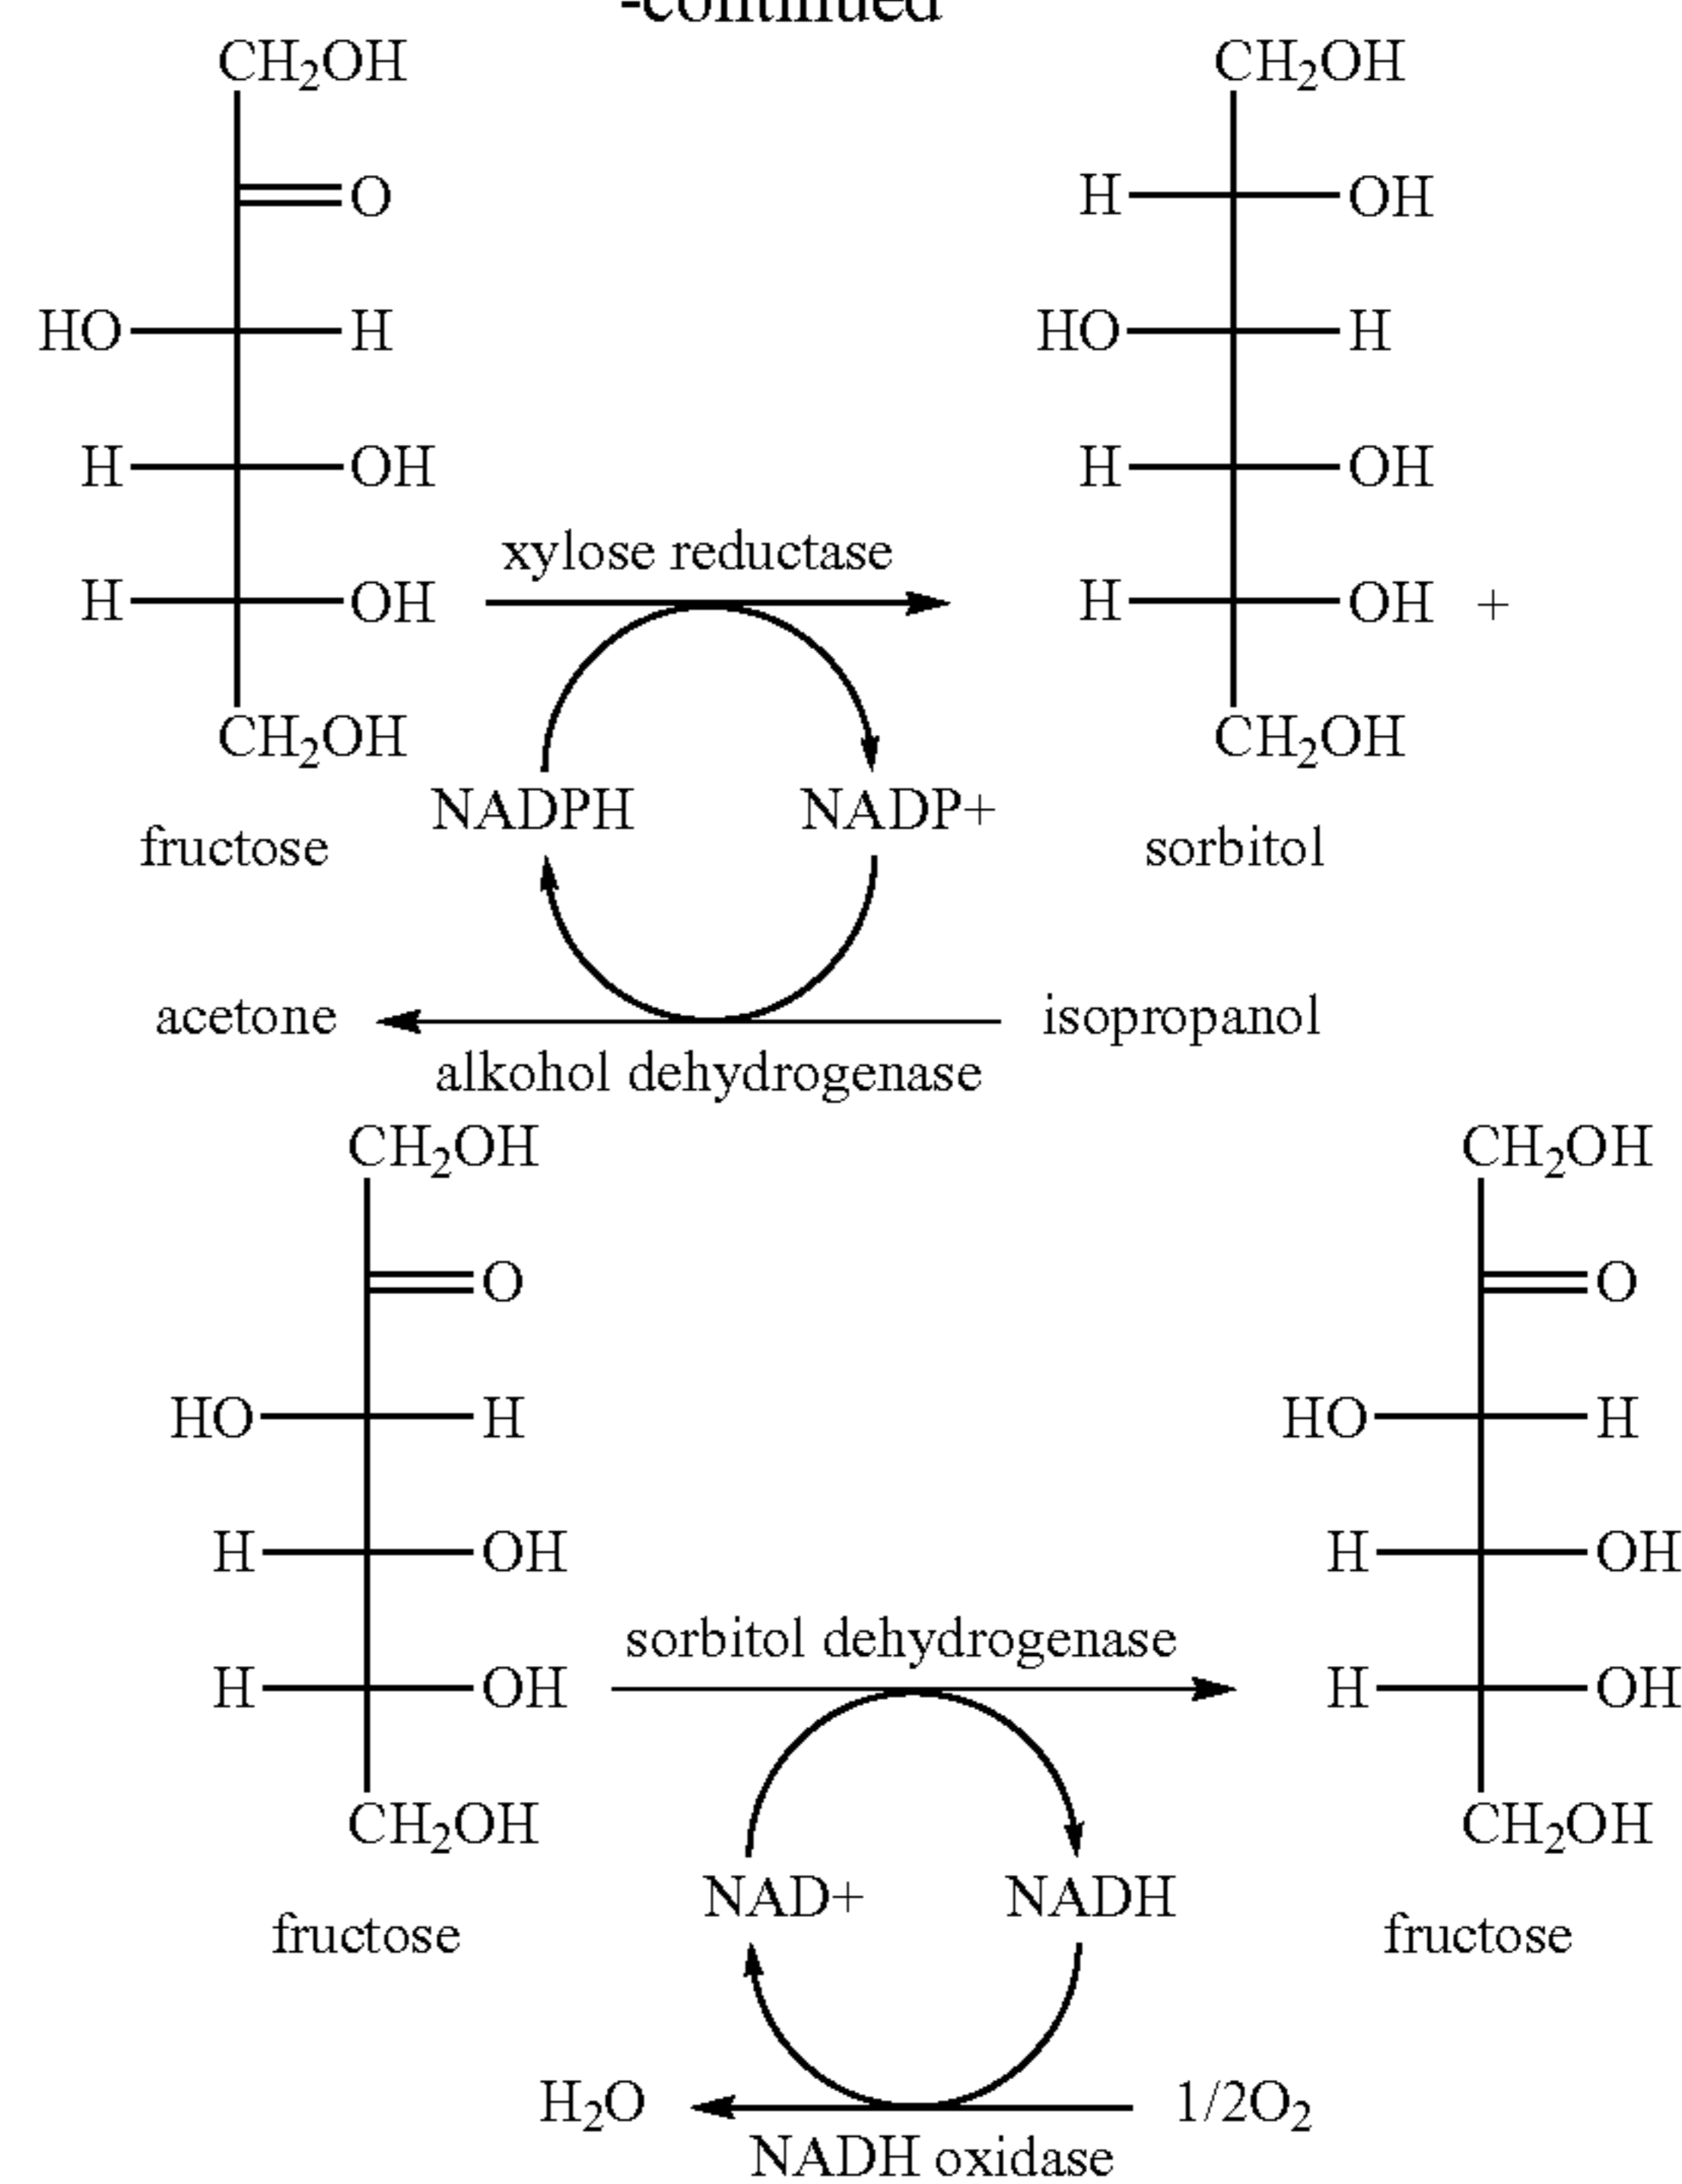 -continued
CH₂OH CH₂OH
O H OH
HO H HO H
H OH H OH
xylose reductase
H OH H OH +
CH₂OH CH₂OH
NADPH NADP+
fructose sorbitol
acetone isopropanol
alkohol dehydrogenase
CH₂OH CH₂OH
O O
HO H HO H
H OH H OH
sorbitol dehydrogenase
H OH H OH
CH₂OH CH₂OH
NAD+ NADH
fructose fructose
H₂O 1/2O₂
NADH oxidase